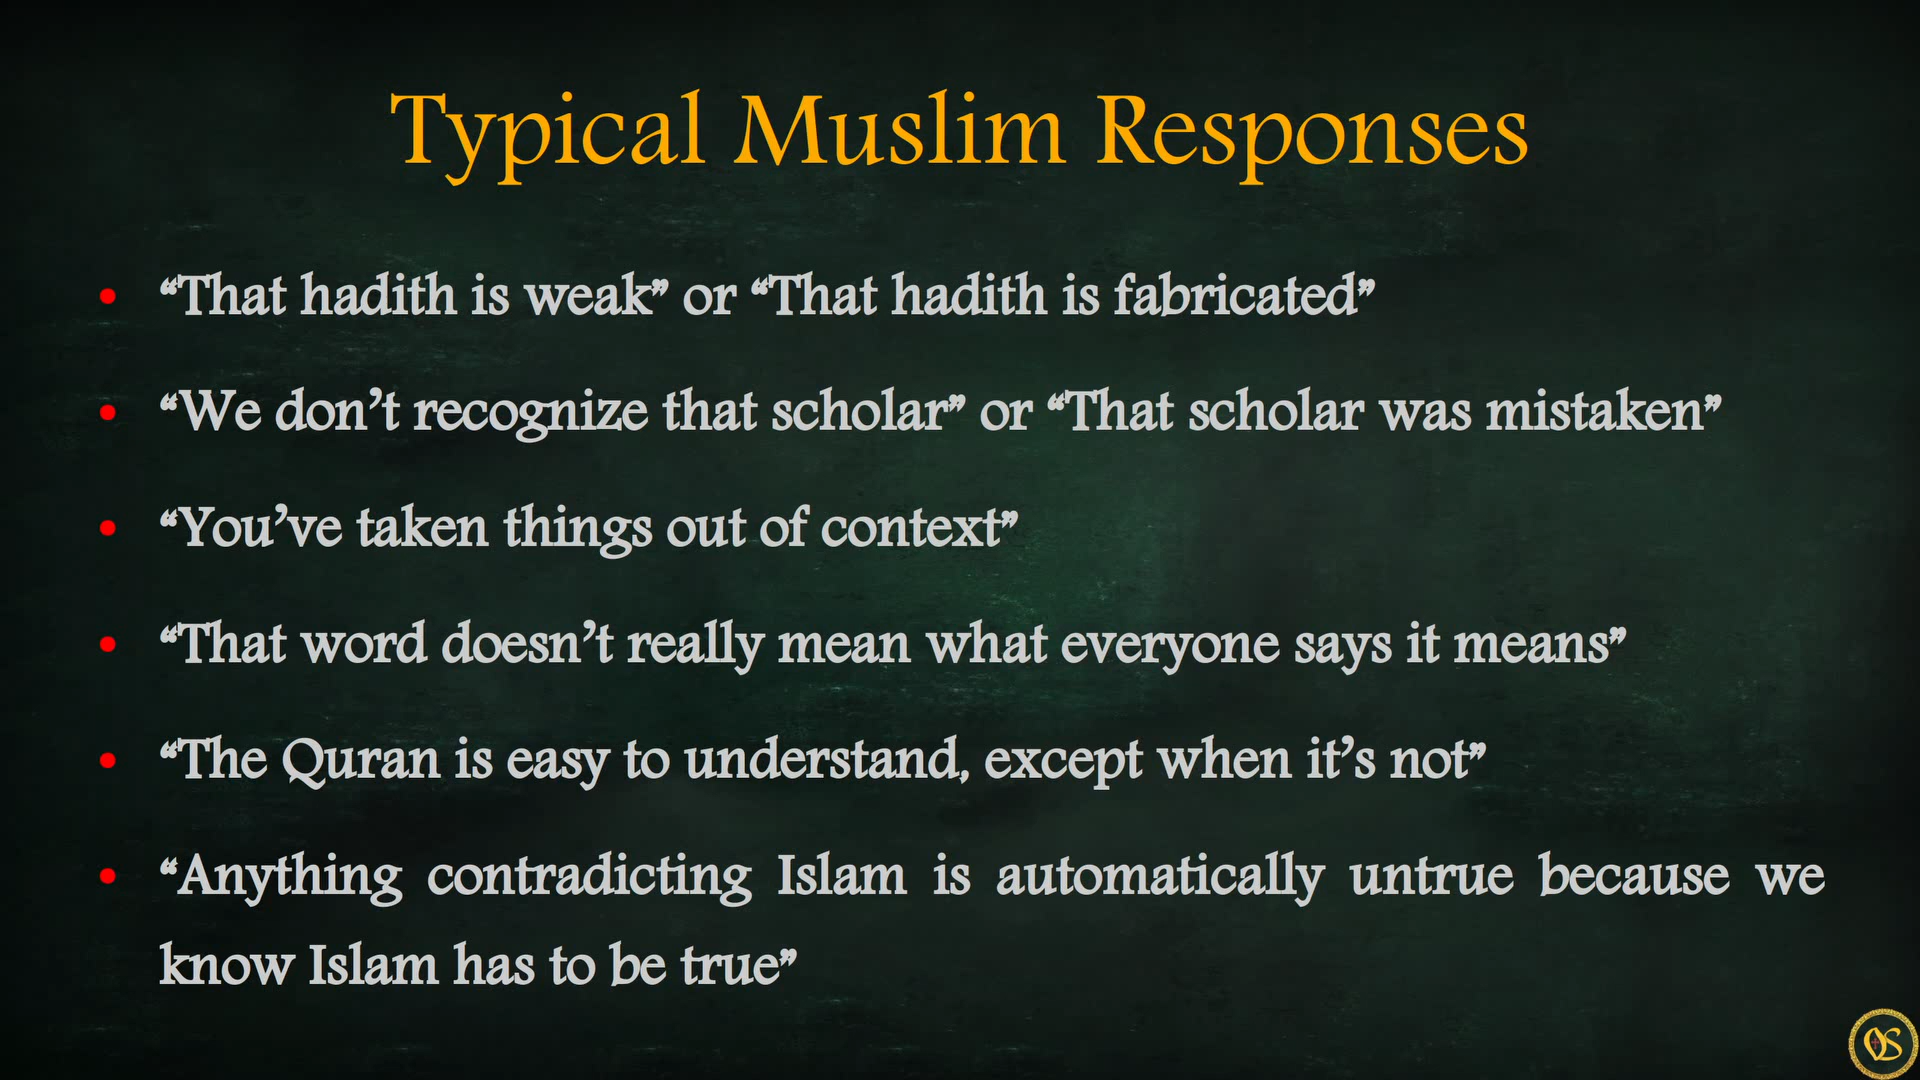 Typical Muslim Responses
“That hadith is weak” or “That hadith is fabricated”
“We don’t recognize that scholar” or “That scholar was mistaken”
“You’ve taken things out of context”
“That word doesn’t really mean what everyone says it means”
“The Quran is easy to understand, except when it’s not”
“Anything contradicting Islam is automatically untrue because we
know Islam has to be true”